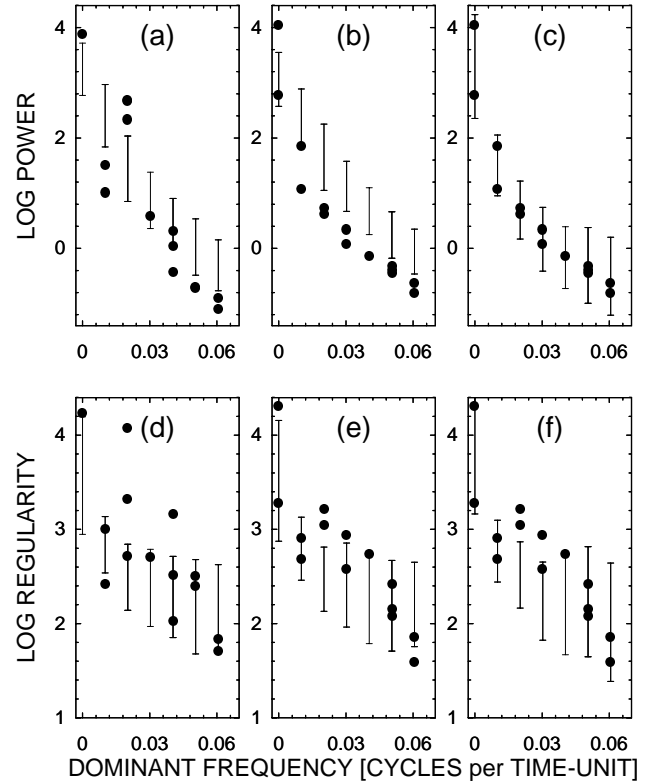 (a) (b) (c)
4
2
0
LOG POWER
0 0.03 0.06 0 0.03 0.06 0 0.03 0.06
(d) (e) (f)
4
3
2
1
LOG REGULARITY
0 0.03 0.06 0 0.03 0.06 0 0.03 0.06
DOMINANT FREQUENCY [CYCLES per TIME-UNIT]